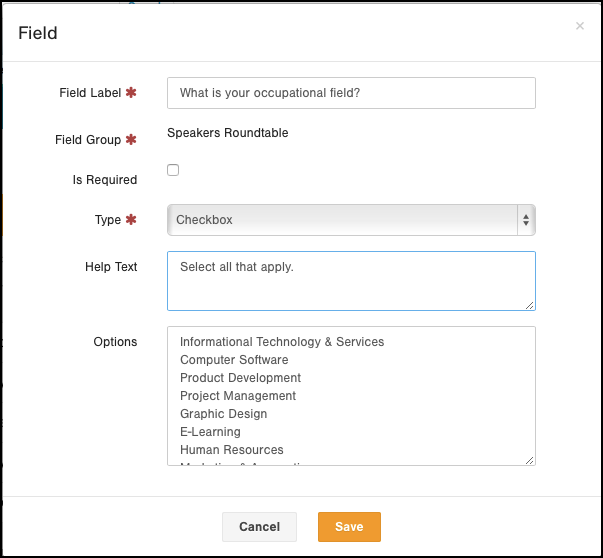 Field
×
Field Label ✱ What is your occupational field?
Field Group ✱ Speakers Roundtable
Is Required
Type ✱ Checkbox
Help Text Select all that apply.
Options Informational Technology & Services
Computer Software
Product Development
Project Management
Graphic Design
E-Learning
Human Resources
Cancel Save